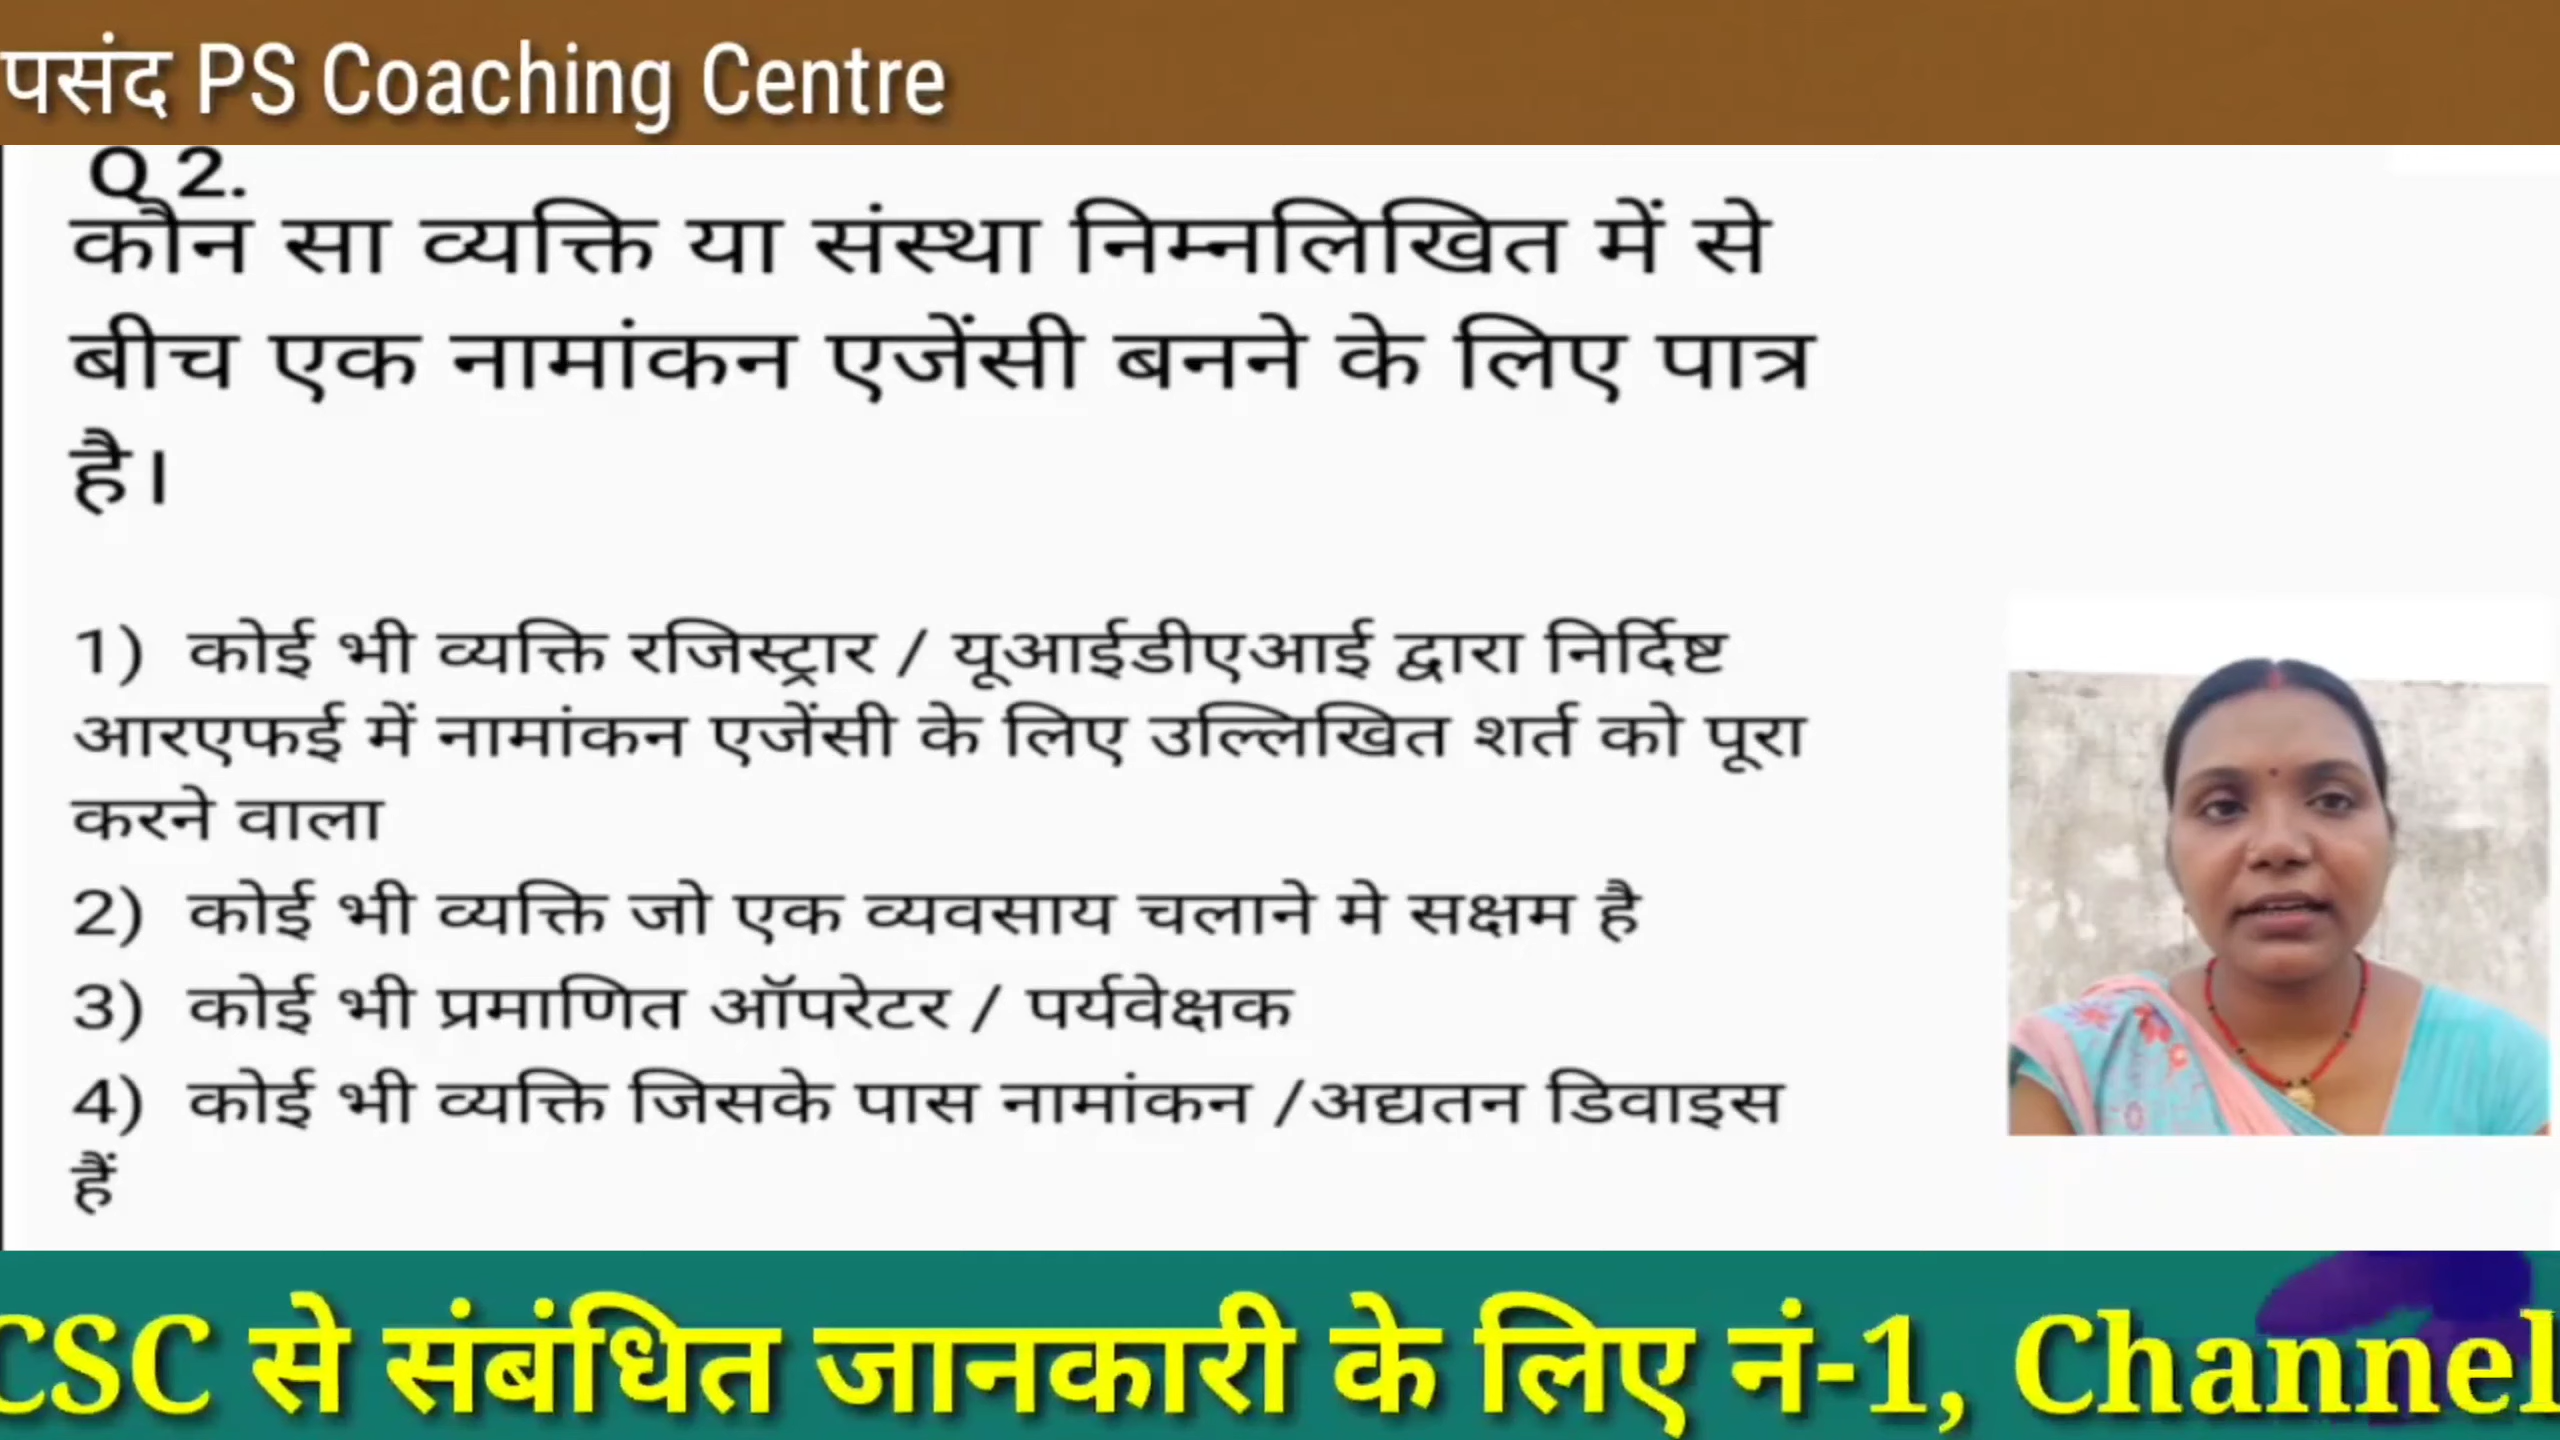 पसंद PS Coaching Centre
Q 2.
कौन सा व्यक्ति या संस्था निम्नलिखित में से
बीच एक नामांकन एजेंसी बनने के लिए पात्र
है।
1) कोई भी व्यक्ति रजिस्ट्रार / यूआईडीएआई द्वारा निर्दिष्ट
आरएफई में नामांकन एजेंसी के लिए उल्लिखित शर्त को पूरा
करने वाला
2) कोई भी व्यक्ति जो एक व्यवसाय चलाने मे सक्षम है
3) कोई भी प्रमाणित ऑपरेटर / पर्यवेक्षक
4) कोई भी व्यक्ति जिसके पास नामांकन /अद्यतन डिवाइस
हैं
CSC से संबंधित जानकारी के लिए नं-1, Channel